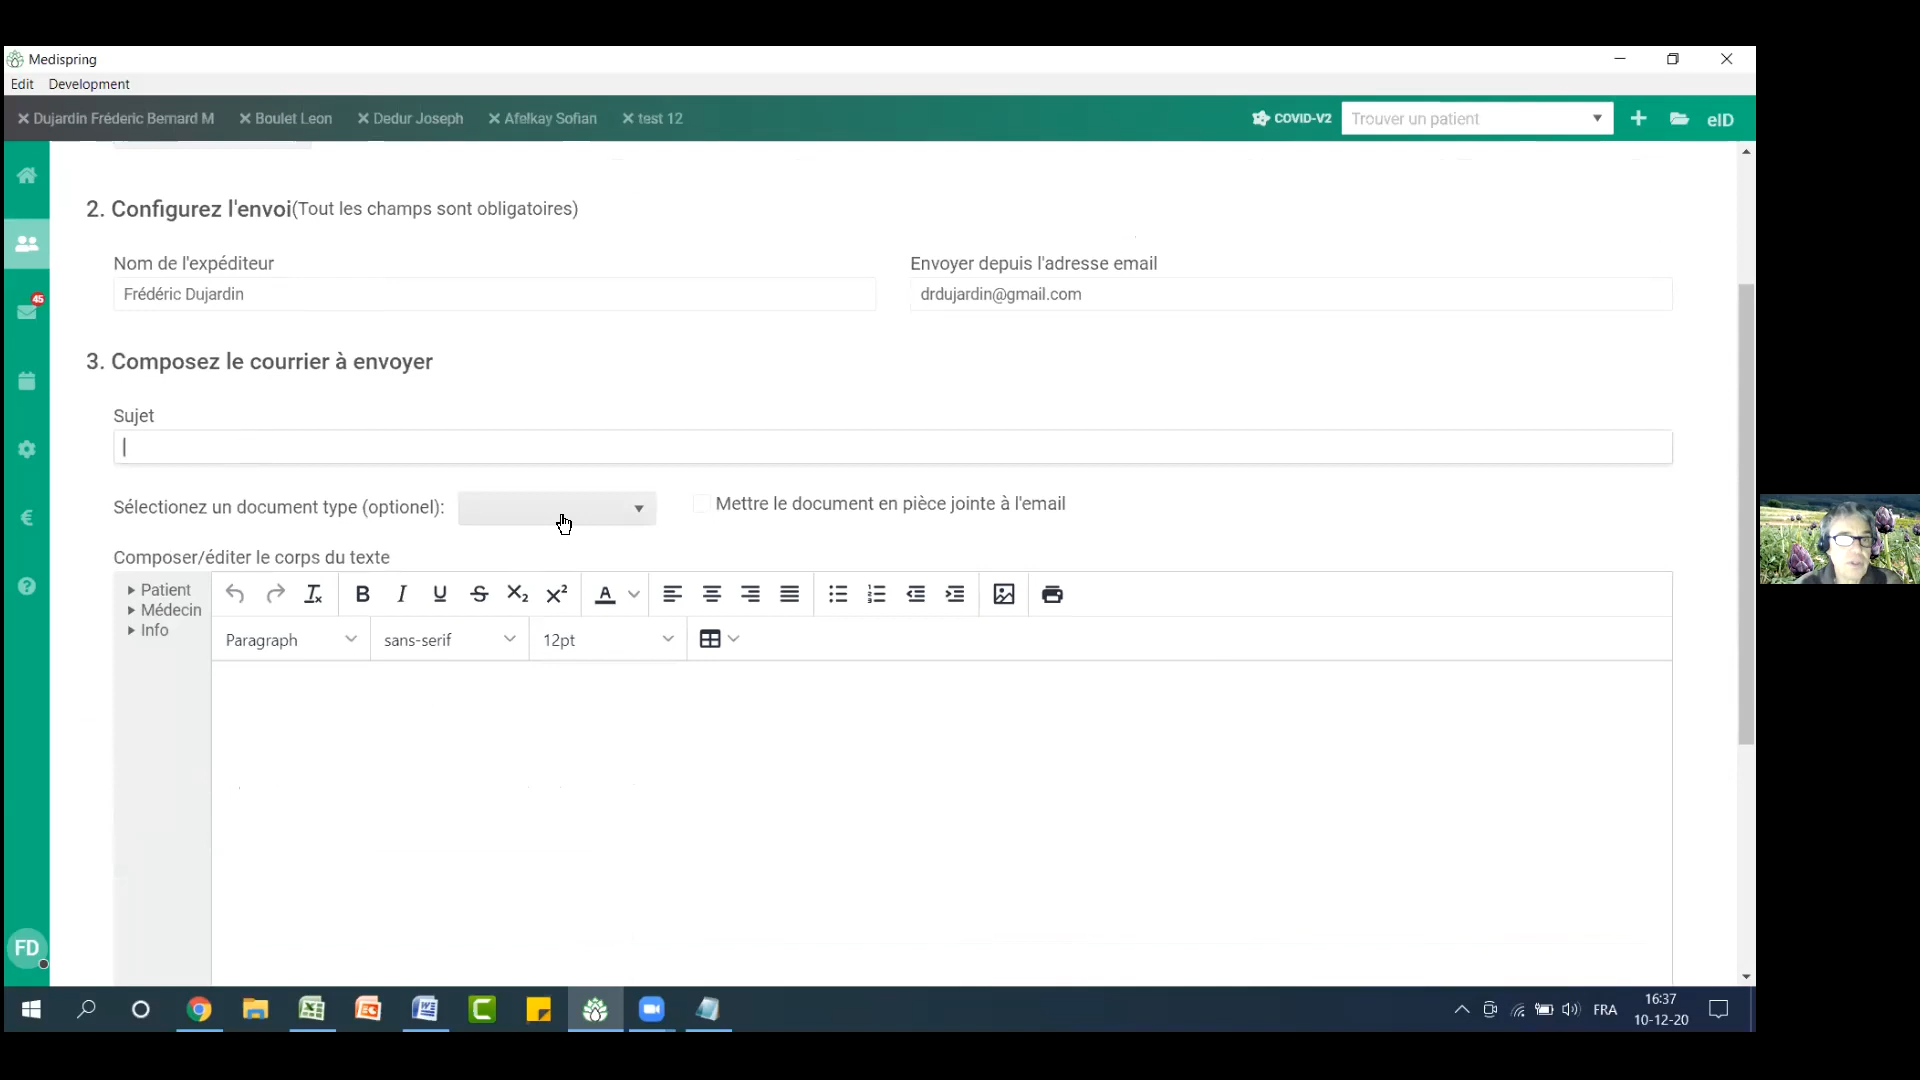 Medispring
Edit Development
× Dujardin Fréderic Bernard M × Boulet Leon × Dedur Joseph × Afelkay Sofian × test 12 COVID-V2 Trouver un patient + eID
2. Configurez l'envoi(Tout les champs sont obligatoires)
Nom de l'expéditeur Envoyer depuis l'adresse email
Frédéric Dujardin drdujardin@gmail.com
45
3. Composez le courrier à envoyer
Sujet
Sélectionez un document type (optionel): Mettre le document en pièce jointe à l'email
Composer/éditer le corps du texte
Patient
Médecin
Info
Paragraph sans-serif 12pt
FD
FRA 16:37
10-12-20